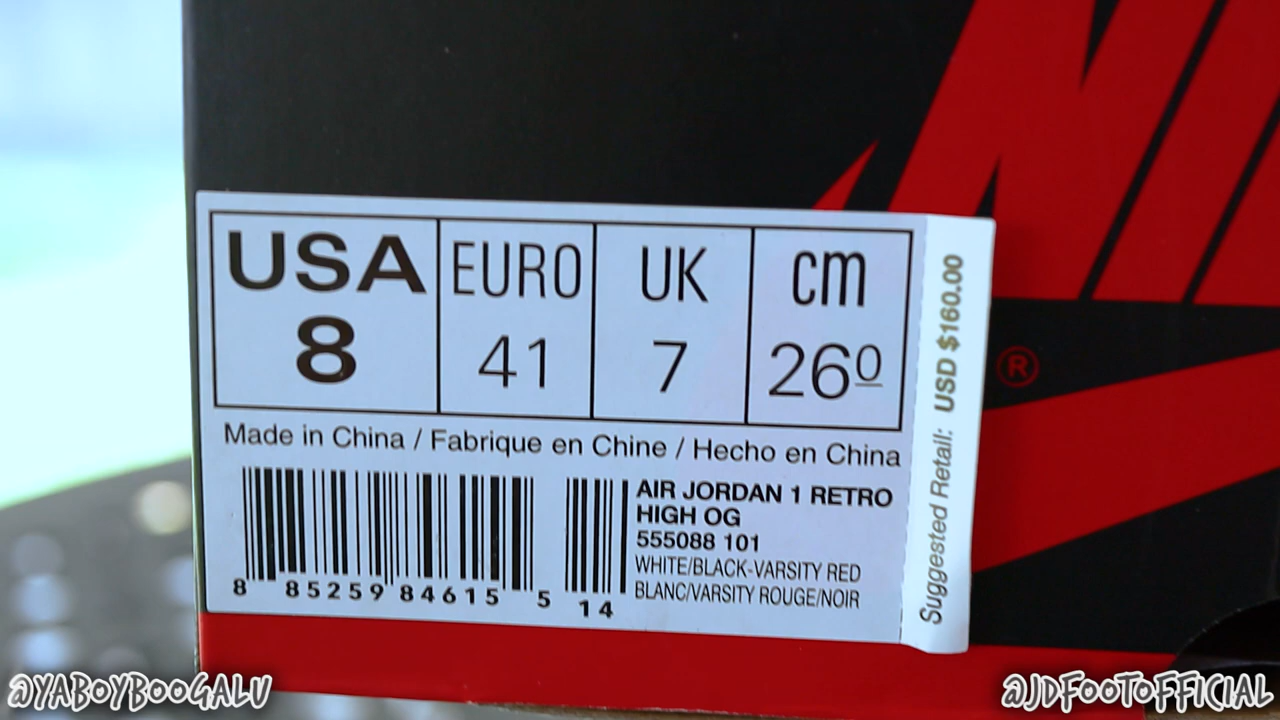 NI
®
USA EURO UK cm
8 41 7 26⁰
Suggested Retail: USD $160.00
Made in China / Fabrique en Chine / Hecho en China
AIR JORDAN 1 RETRO
HIGH OG
555088 101
WHITE/BLACK-VARSITY RED
BLANC/VARSITY ROUGE/NOIR
8 85259 84615 5 14
@YABOYBOOGALU
@JDFOOTOFFICIAL